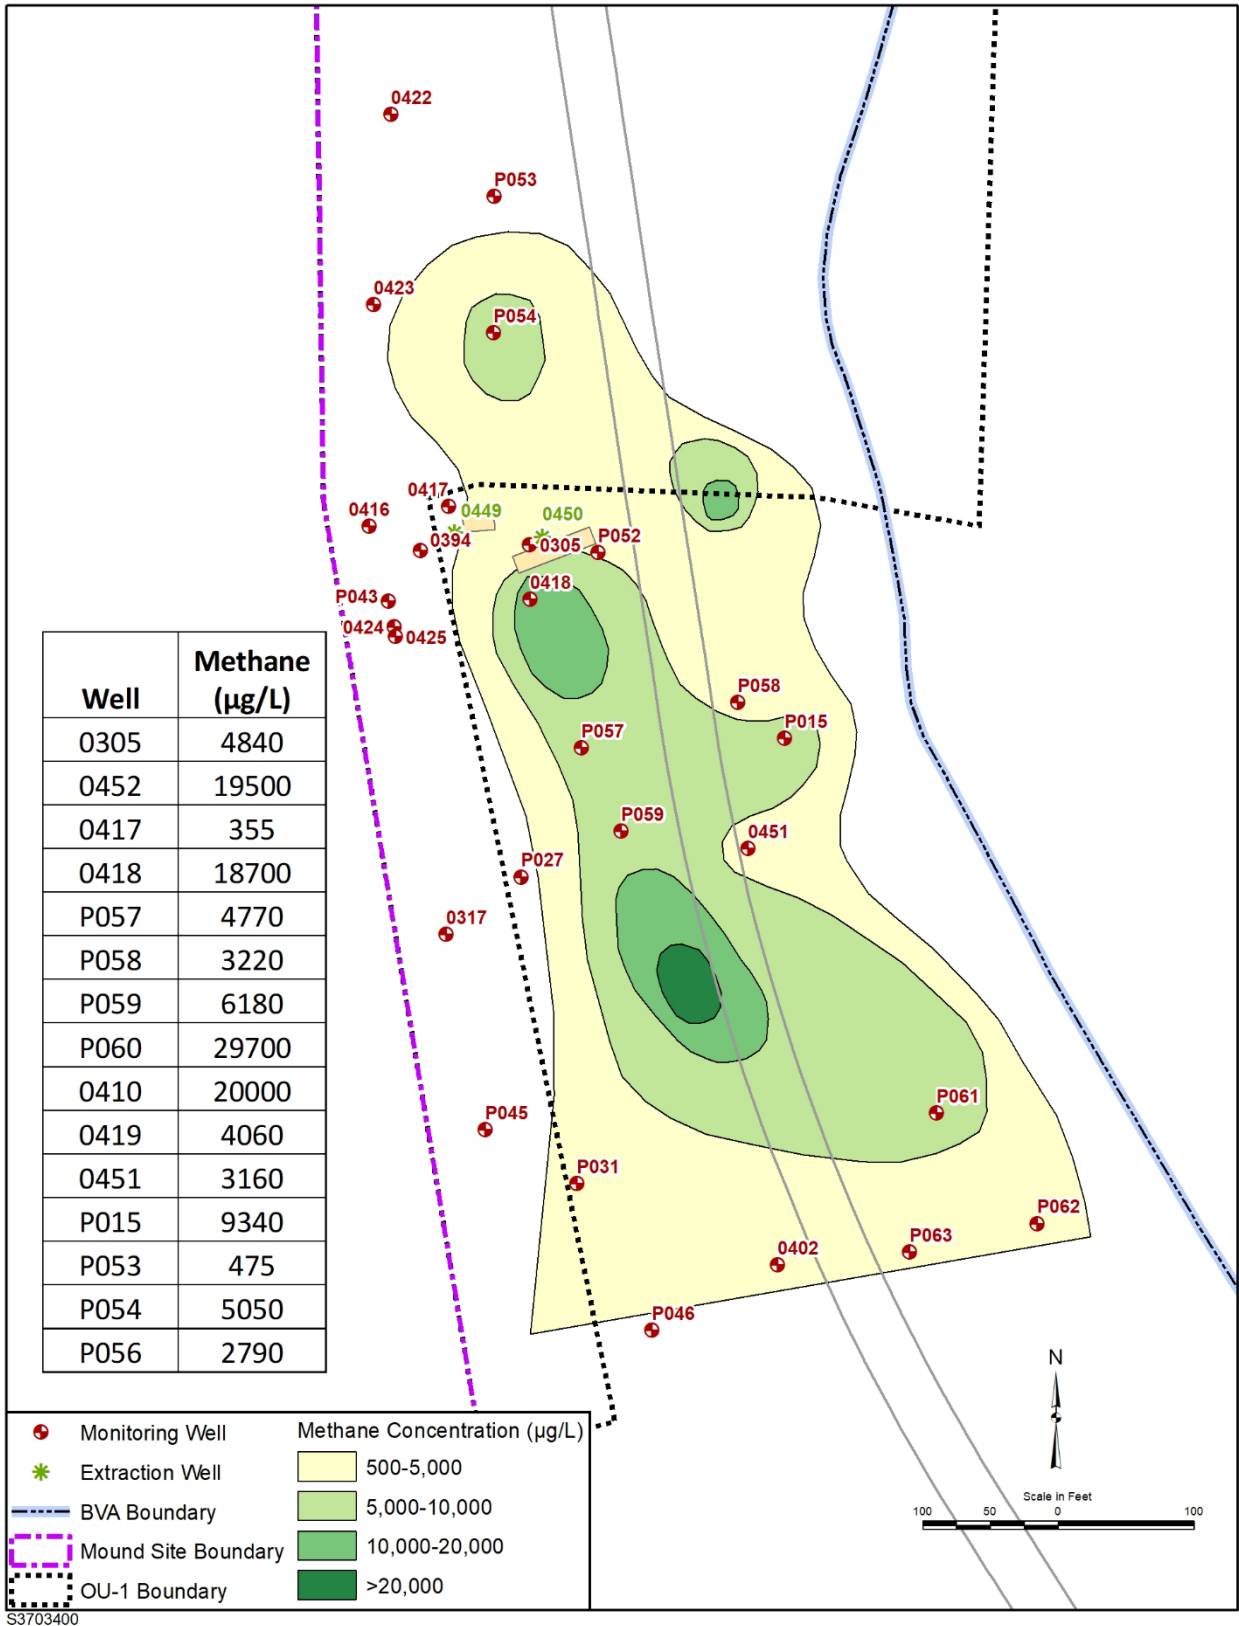 0422
P053
0423
P054
0417
0416
0449
0450
0394
0305
P052
0418
P043
0424
0425
P058
P015
P057
P059
0451
P027
0317
P061
P045
P031
P062
P063
0402
P046
Well Methane (µg/L)
0305 4840
0452 19500
0417 355
0418 18700
P057 4770
P058 3220
P059 6180
P060 29700
0410 20000
0419 4060
0451 3160
P015 9340
P053 475
P054 5050
P056 2790
N
Scale in Feet
100 50 0 100
Monitoring Well
Extraction Well
BVA Boundary
Mound Site Boundary
OU-1 Boundary
Methane Concentration (µg/L)
500-5,000
5,000-10,000
10,000-20,000
>20,000
S3703400